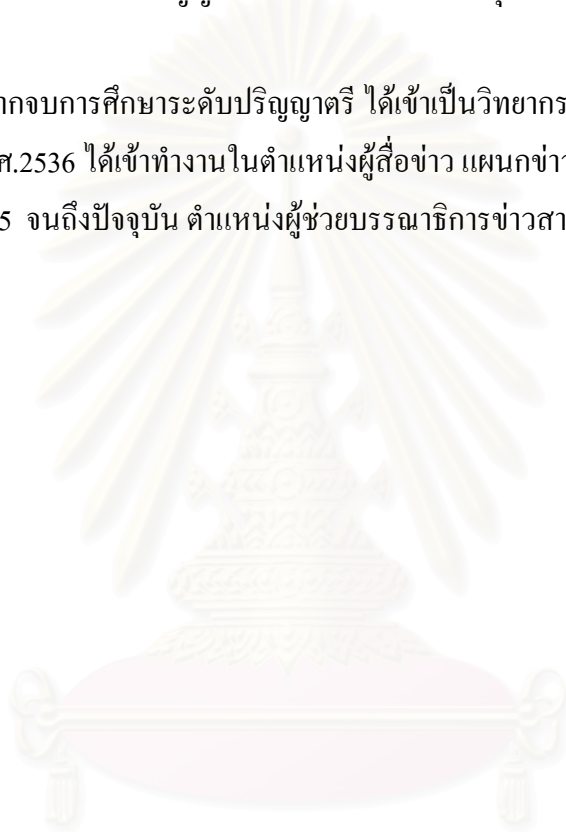 ากจบการศึกษาระดับปริญญาตรี ได้เข้าเป็นวิทยากร
ศ.2536 ได้เข้าทำงานในตำแหน่งผู้สื่อข่าว แผนกข่าว
5 จนถึงปัจจุบัน ตำแหน่งผู้ช่วยบรรณาธิการข่าวสา